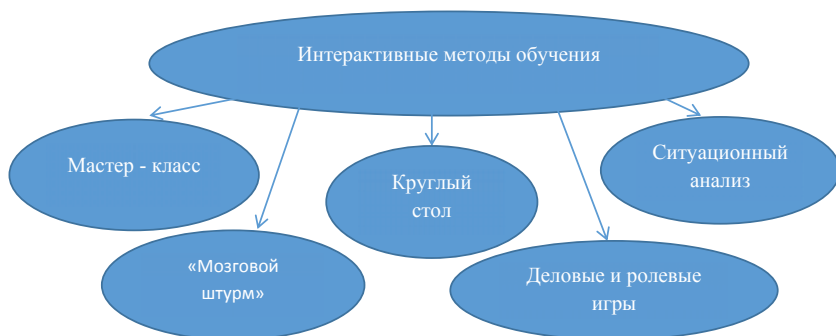 Интерактивные методы обучения
Мастер - класс
Круглый
стол
Ситуационный
анализ
«Мозговой
штурм»
Деловые и ролевые
игры